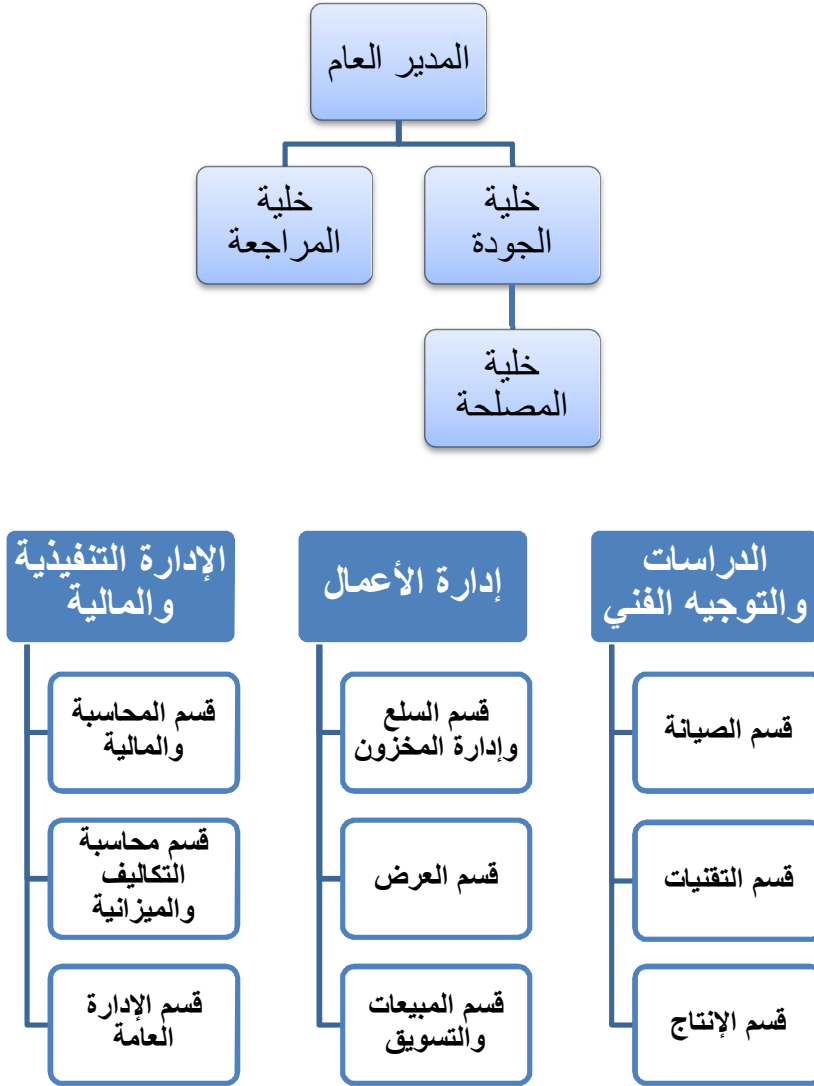 المدير العام
خلية
الجودة
خلية
المراجعة
خلية
المصلحة
الدراسات
والتوجيه الفني
قسم الصيانة
قسم التقنيات
قسم الإنتاج
إدارة الأعمال
قسم السلع
وإدارة المخزون
قسم العرض
قسم المبيعات
والتسويق
الإدارة التنفيذية
والمالية
قسم المحاسبة
والمالية
قسم محاسبة
التكاليف
والميزانية
قسم الإدارة
العامة